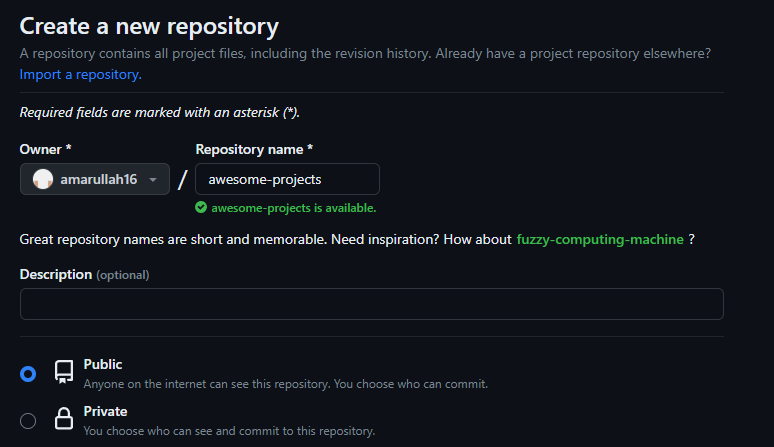 Create a new repository
A repository contains all project files, including the revision history. Already have a project repository elsewhere?
Import a repository.
Required fields are marked with an asterisk (*).
Owner *
Repository name *
amarullah16
/
awesome-projects
awesome-projects is available.
Great repository names are short and memorable. Need inspiration? How about fuzzy-computing-machine ?
Description (optional)
Public
Anyone on the internet can see this repository. You choose who can commit.
Private
You choose who can see and commit to this repository.